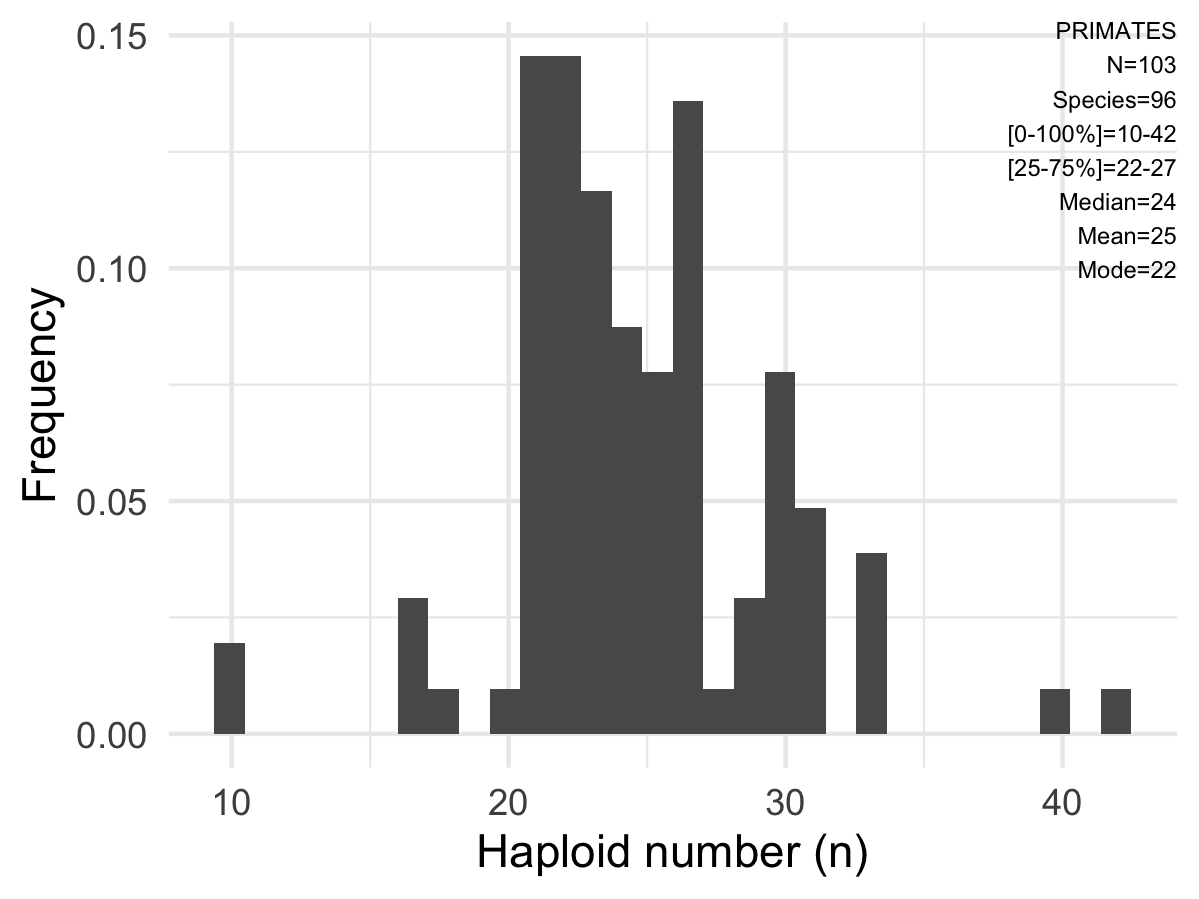 PRIMATES
N=103
Species=96
[0-100%]=10-42
[25-75%]=22-27
Median=24
Mean=25
Mode=22
0.15
0.10
0.05
0.00
Frequency
10 20 30 40
Haploid number (n)